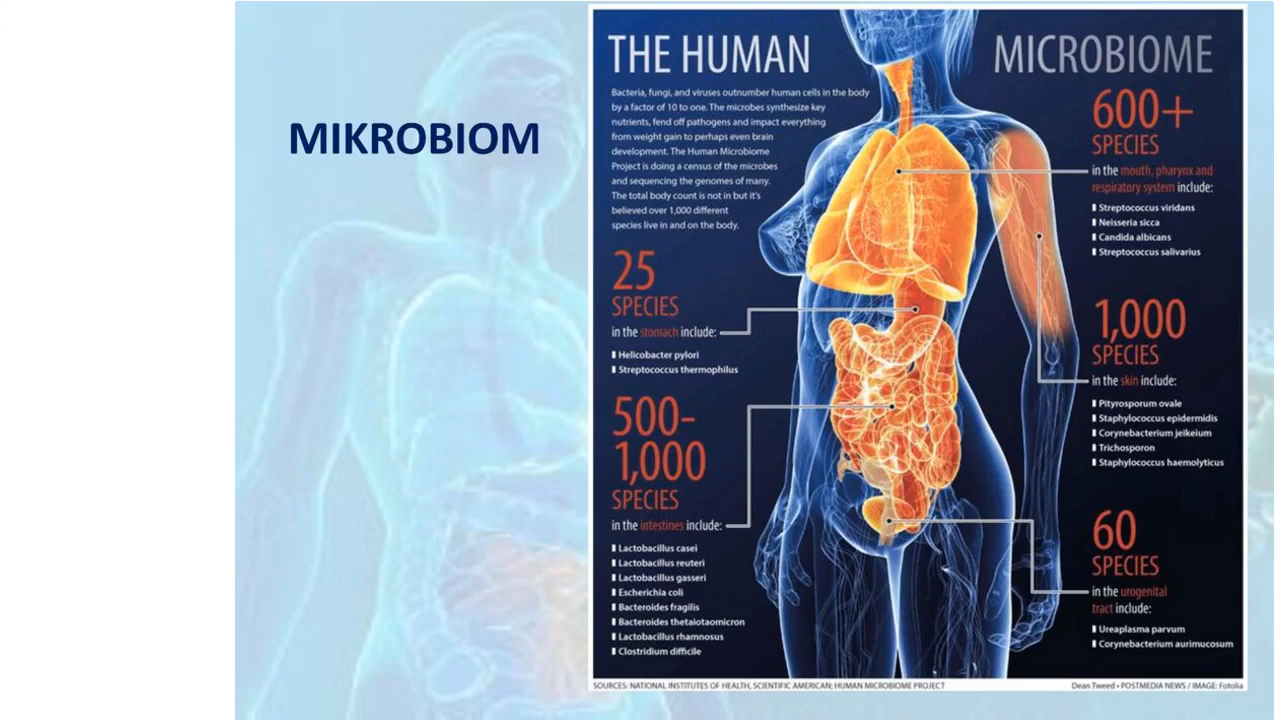 MIKROBIOM
THE HUMAN MICROBIOME
Bacteria, fungi, and viruses outnumber human cells in the body
by a factor of 10 to one. The microbes synthesize key
nutrients, fend off pathogens and impact everything
from weight gain to perhaps even brain
development. The Human Microbiome
Project is doing a census of the microbes
and sequencing the genomes of many.
The total body count is not in but it's
believed over 1,000 different
species live in and on the body.
25
SPECIES
in the stomach include:
Helicobacter pylori
Streptococcus thermophilus
500-
1,000
SPECIES
in the intestines include:
Lactobacillus casei
Lactobacillus reuteri
Lactobacillus gasseri
Escherichia coli
Bacteroides fragilis
Bacteroides thetaiotaomicron
Lactobacillus rhamnosus
Clostridium difficile
600+
SPECIES
in the mouth, pharynx and
respiratory system include:
Streptococcus viridans
Neisseria sicca
Candida albicans
Streptococcus salivarius
1,000
SPECIES
in the skin include:
Pityrosporum ovale
Staphylococcus epidermidis
Corynebacterium jeikeium
Trichosporon
Staphylococcus haemolyticus
60
SPECIES
in the urogenital
tract include:
Ureaplasma parvum
Corynebacterium aurimucosum
SOURCES: NATIONAL INSTITUTES OF HEALTH, SCIENTIFIC AMERICAN; HUMAN MICROBIOME PROJECT
Dean Tweed • POSTMEDIA NEWS / IMAGE: Fotolia